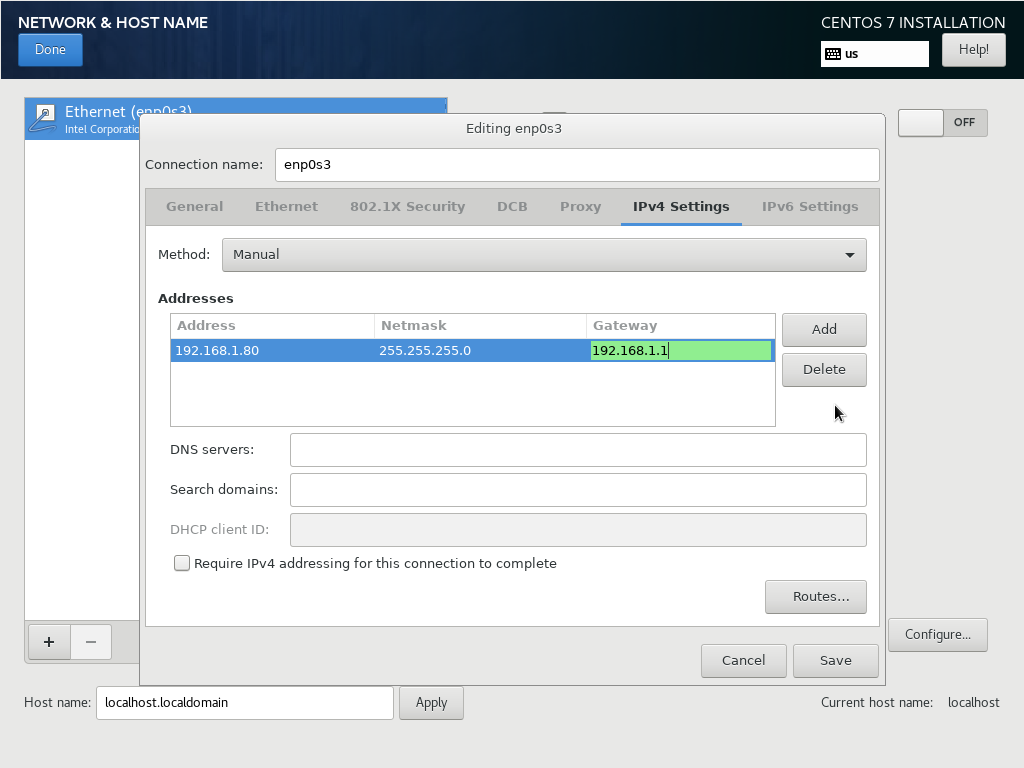 NETWORK & HOST NAME
CENTOS 7 INSTALLATION
Done
us
Help!
Ethernet (enp0s3)
Intel Corporatio
OFF
Editing enp0s3
Connection name: enp0s3
General Ethernet 802.1X Security DCB Proxy IPv4 Settings IPv6 Settings
Method: Manual
Addresses
Address Netmask Gateway
192.168.1.80 255.255.255.0 192.168.1.1
Add
Delete
DNS servers:
Search domains:
DHCP client ID:
Require IPv4 addressing for this connection to complete
Routes...
+ −
Configure...
Cancel Save
Host name: localhost.localdomain Apply Current host name: localhost